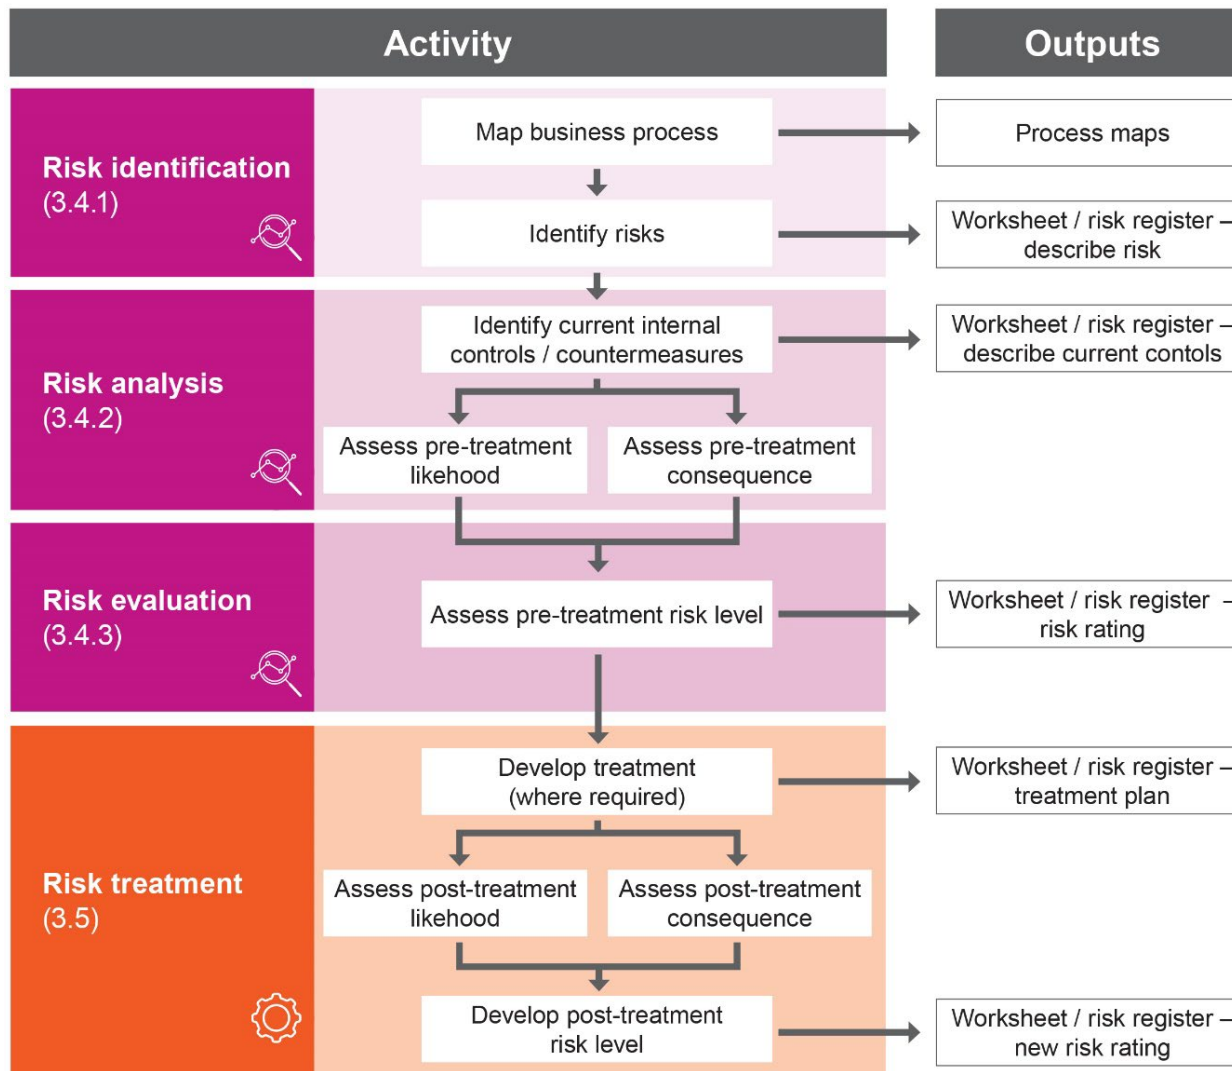 Activity
Outputs
Risk identification
(3.4.1)
Map business process
Process maps
Identify risks
Worksheet / risk register –
describe risk
Risk analysis
(3.4.2)
Identify current internal
controls / countermeasures
Worksheet / risk register –
describe current contols
Assess pre-treatment
likehood
Assess pre-treatment
consequence
Risk evaluation
(3.4.3)
Assess pre-treatment risk level
Worksheet / risk register –
risk rating
Risk treatment
(3.5)
Develop treatment
(where required)
Worksheet / risk register –
treatment plan
Assess post-treatment
likehood
Assess post-treatment
consequence
Develop post-treatment
risk level
Worksheet / risk register –
new risk rating